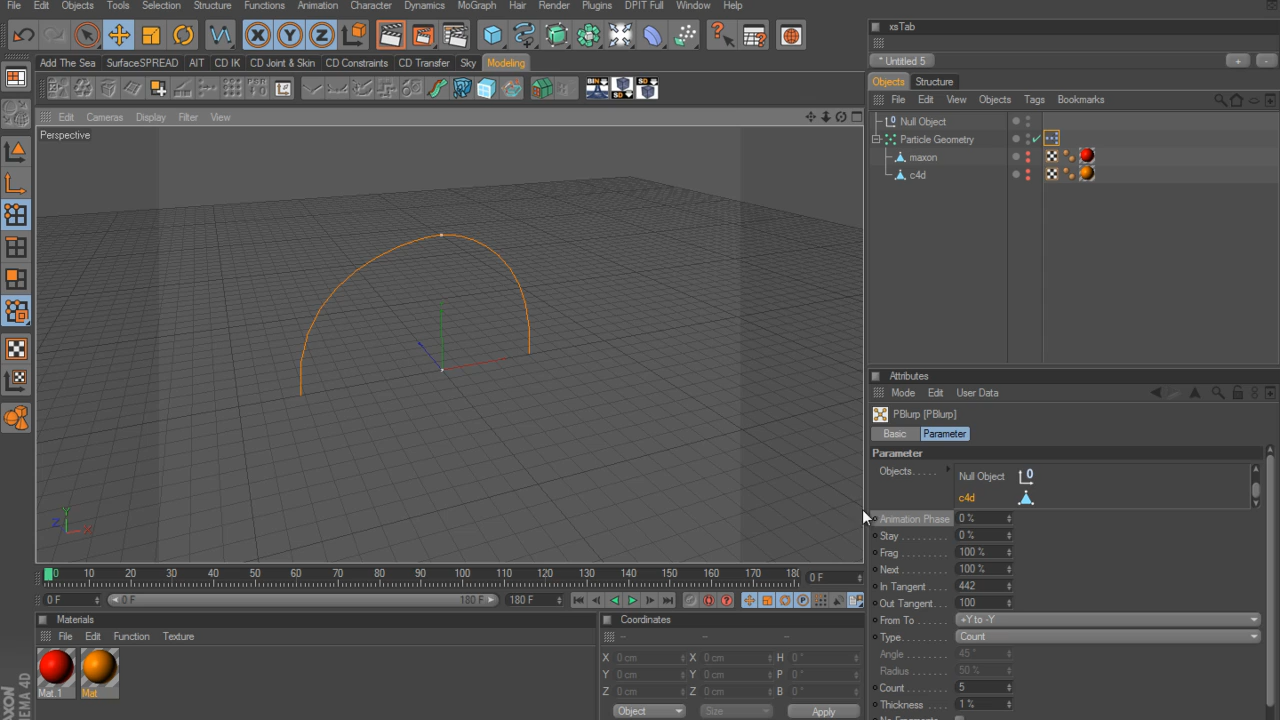 File Edit Objects Tools Selection Structure Functions Animation Character Dynamics MoGraph Hair Render Plugins DPIT Full Window Help
xsTab
* Untitled 5
Add The Sea SurfaceSPREAD AIT CD IK CD Joint & Skin CD Constraints CD Transfer Sky Modeling
Objects Structure
File Edit View Objects Tags Bookmarks
Edit Cameras Display Filter View
Perspective
Null Object
Particle Geometry
maxon
c4d
Attributes
Mode Edit User Data
PBlurp [PBlurp]
Basic Parameter
Parameter
Objects.....
Null Object
c4d
Animation Phase 0 %
Stay ......... 0 %
Frag ......... 100 %
Next ......... 100 %
In Tangent.... 442
Out Tangent... 100
From To ...... +Y to -Y
Type.......... Count
Angle ........ 45 °
Radius ....... 50 %
Count......... 5
Thickness .... 1 %
Y
Z X
0 10 20 30 40 50 60 70 80 90 100 110 120 130 140 150 160 170 18( 0 F
0 F 0 F 180 F 180 F
Materials
File Edit Function Texture
Mat.1 Mat
Coordinates
-- -- --
X 0 cm X 0 cm H 0 °
Y 0 cm Y 0 cm P 0 °
Z 0 cm Z 0 cm B 0 °
Object Size Apply
BIN SD SD